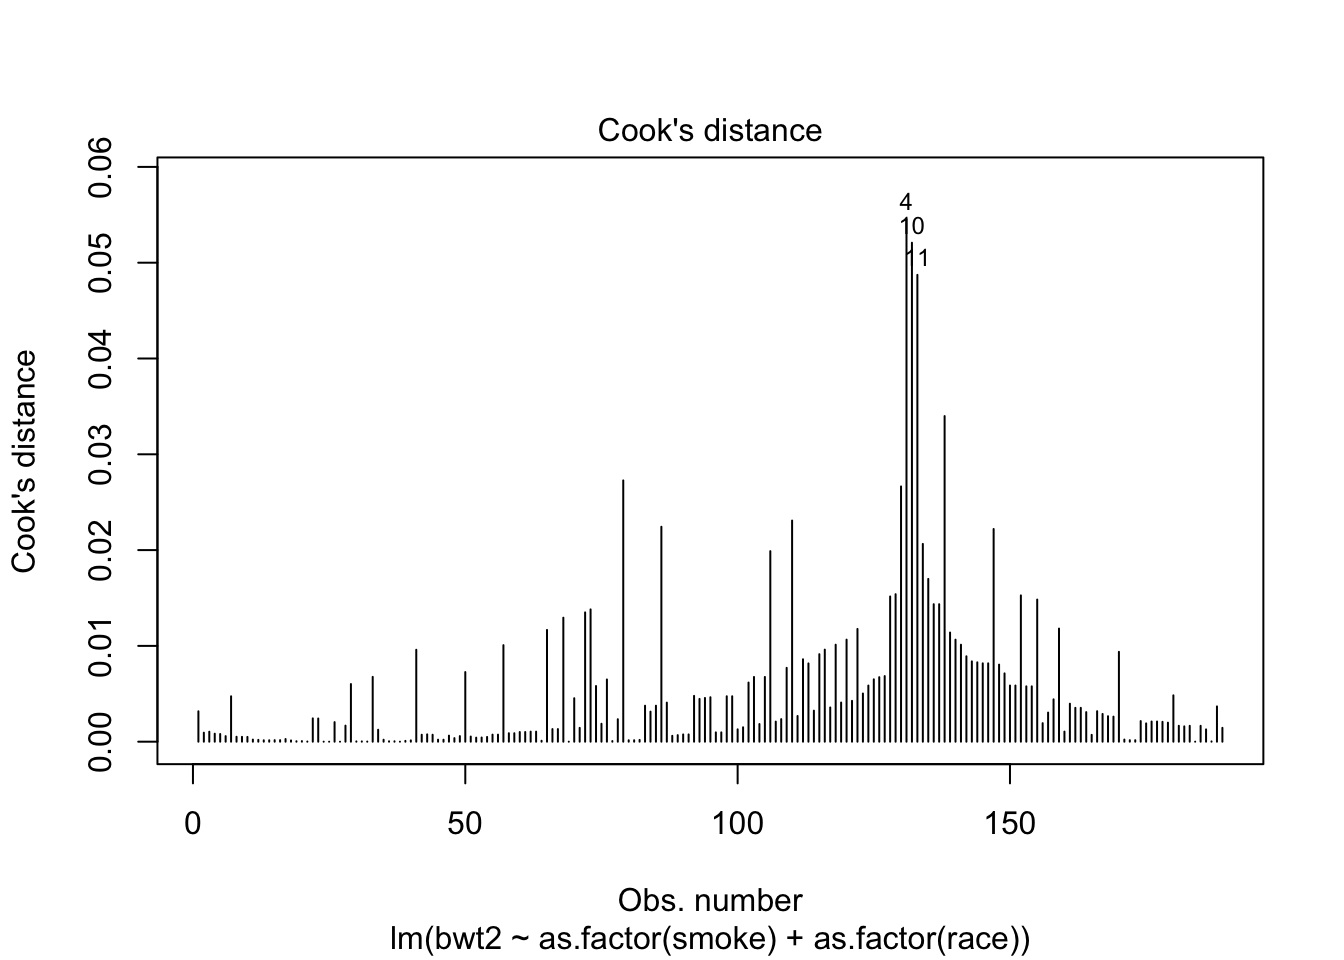 Cook's distance
Cook's distance
0.06
0.05
0.04
0.03
0.02
0.01
0.00
4
10
11
0 50 100 150
Obs. number
lm(bwt2 ~ as.factor(smoke) + as.factor(race))